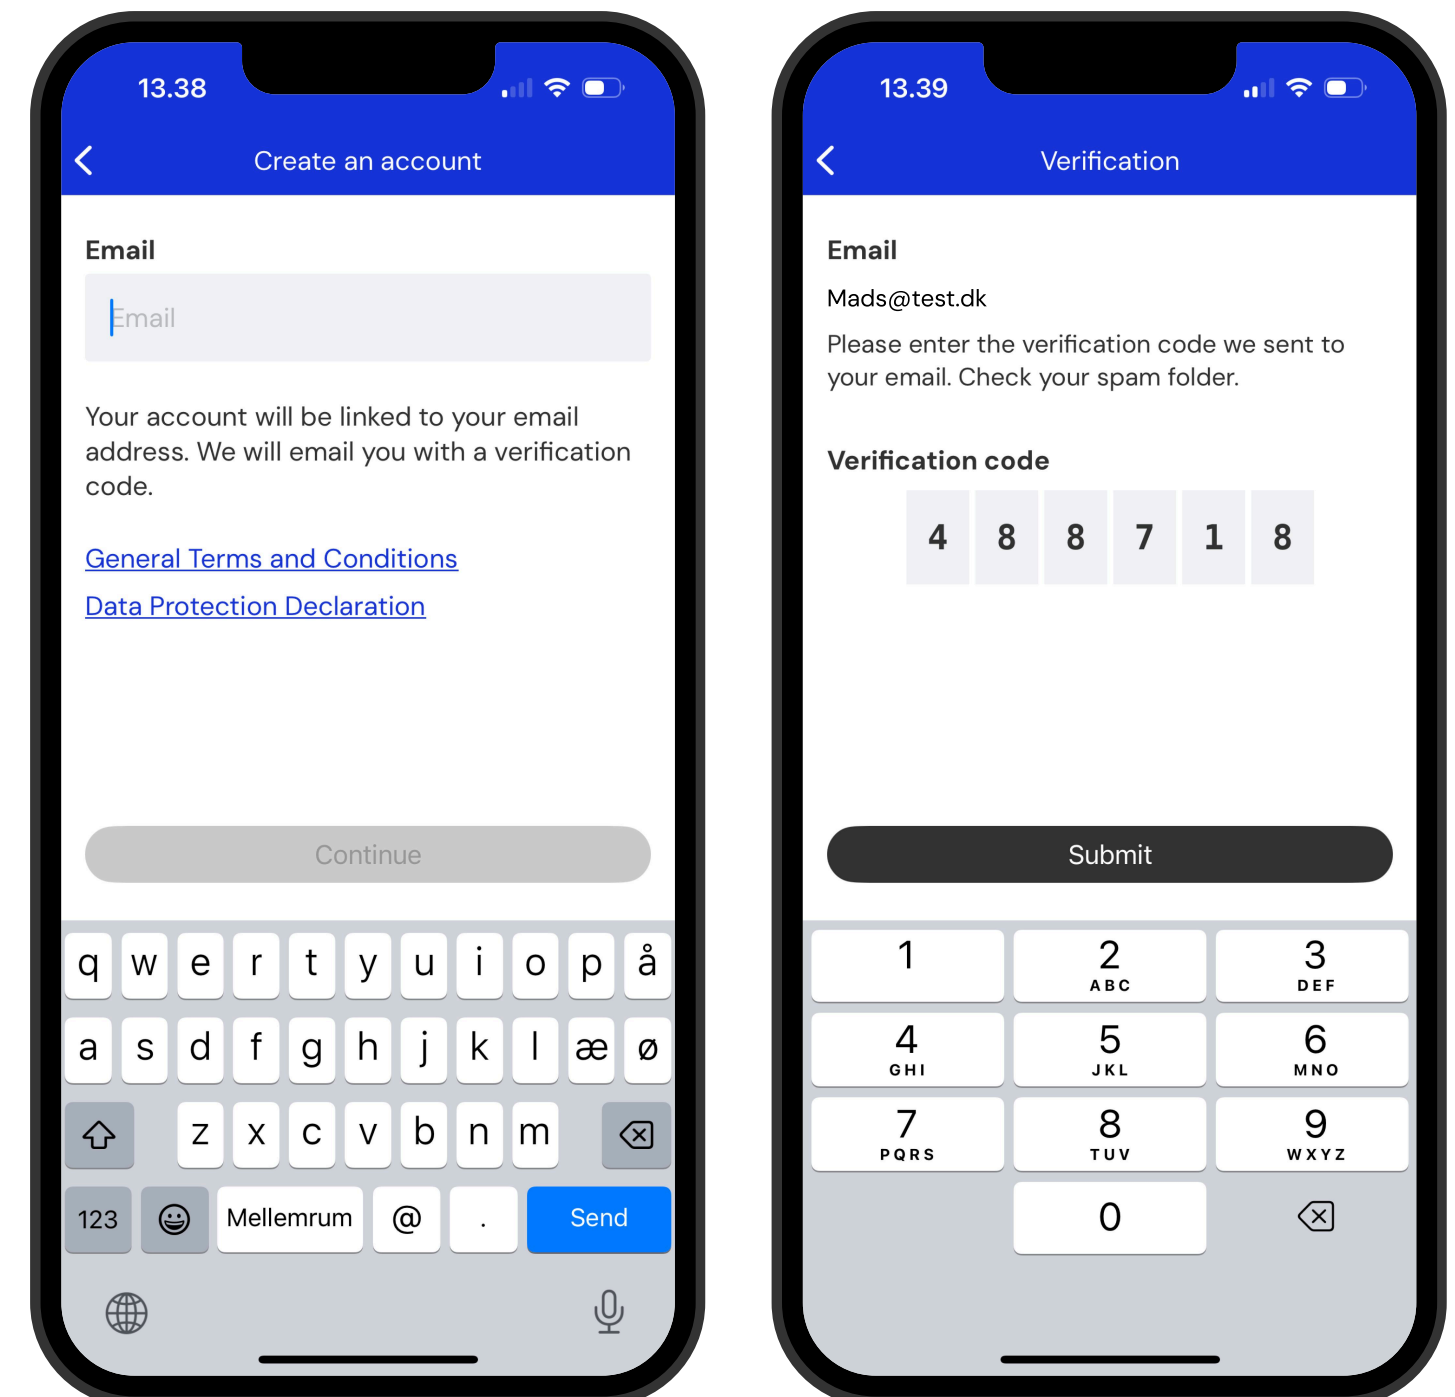 13.38
Create an account
Email
Email
Your account will be linked to your email
address. We will email you with a verification
code.
General Terms and Conditions
Data Protection Declaration
Continue
q w e r t y u i o p å
a s d f g h j k l æ ø
z x c v b n m
123 Mellemrum @ . Send
13.39
Verification
Email
Mads@test.dk
Please enter the verification code we sent to
your email. Check your spam folder.
Verification code
4 8 8 7 1 8
Submit
1 2 3
ABC DEF
4 5 6
GHI JKL MNO
7 8 9
PQRS TUV WXYZ
0